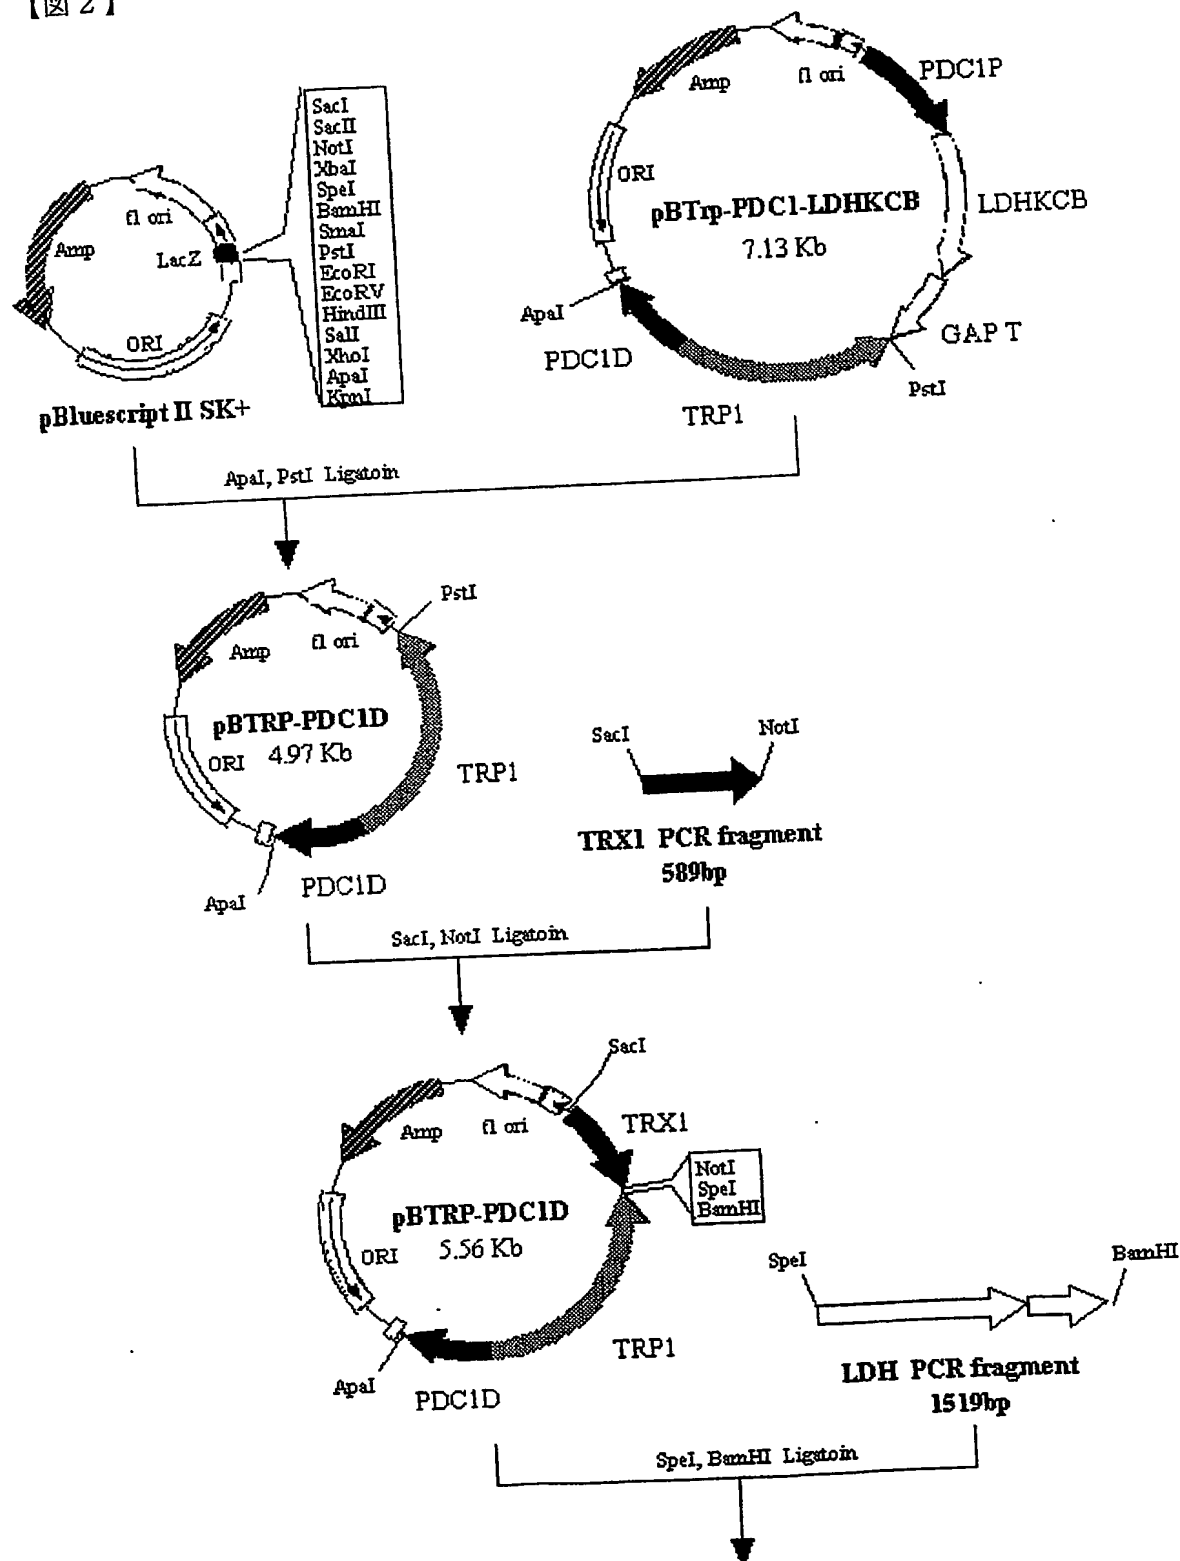 【図2】
SacI
SacII
NotI
XbaI
SpeI
BamHI
SmaI
PstI
EcoRI
EcoRV
HindIII
SalI
XhoI
ApaI
KpnI
f1 ori
Amp
LacZ
ORI
pBluescript II SK+
f1 ori
PDC1P
Amp
ORI
pBTrp-PDC1-LDHKCB
7.13 Kb
LDHKCB
ApaI
GAP T
PDC1D
PstI
TRP1
ApaI, PstI Ligatoin
PstI
f1 ori
Amp
pBTRP-PDC1D
ORI 4.97 Kb
TRP1
ApaI
PDC1D
SacI
NotI
TRX1 PCR fragment
589bp
SacI, NotI Ligatoin
SacI
f1 ori
Amp
TRX1
NotI
SpeI
BamHI
pBTRP-PDC1D
ORI 5.56 Kb
TRP1
ApaI
PDC1D
SpeI
BamHI
LDH PCR fragment
1519bp
SpeI, BamHI Ligatoin